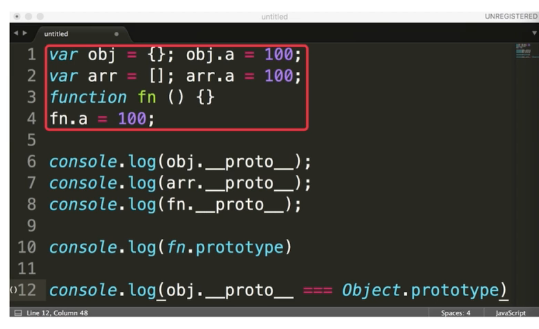 untitled
UNREGISTERED
untitled
1 var obj = {}; obj.a = 100;
2 var arr = []; arr.a = 100;
3 function fn () {}
4 fn.a = 100;
5
6 console.log(obj.__proto__);
7 console.log(arr.__proto__);
8 console.log(fn.__proto__);
9
10 console.log(fn.prototype)
11
12 console.log(obj.__proto__ === Object.prototype)
Line 12, Column 48
Spaces: 4
JavaScript